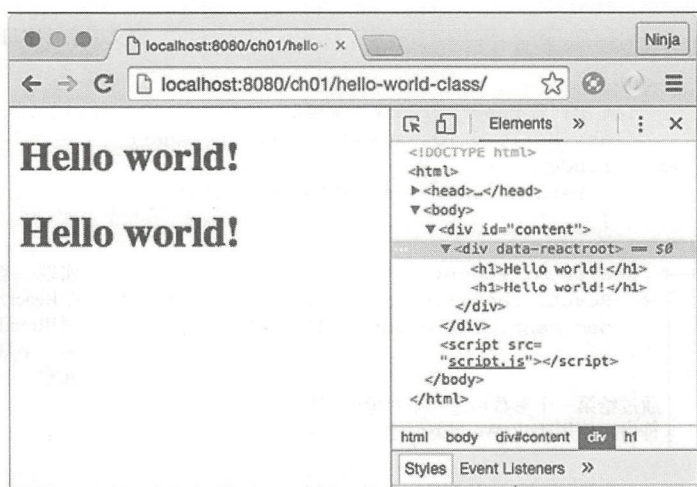 localhost:8080/ch01/hello-
Ninja
localhost:8080/ch01/hello-world-class/
Hello world!
Hello world!
Elements »
<!DOCTYPE html>
<html>
▶<head>…</head>
▼<body>
▼<div id="content">
▼<div data-reactroot> == $0
<h1>Hello world!</h1>
<h1>Hello world!</h1>
</div>
</div>
<script src=
"script.js"></script>
</body>
</html>
html body div#content div h1
Styles Event Listeners »